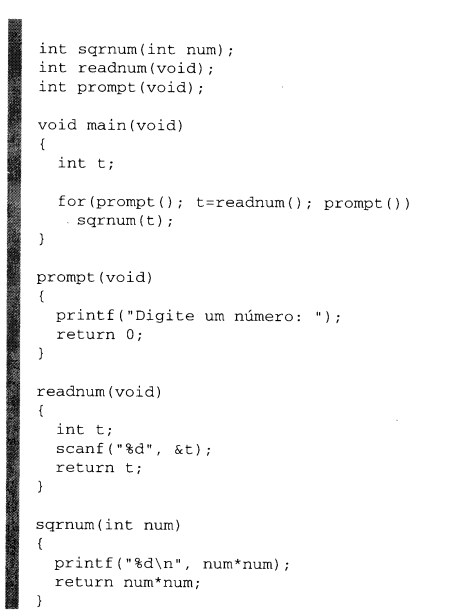 int sqrnum(int num);
int readnum(void);
int prompt(void);

void main(void)
{
  int t;

  for(prompt(); t=readnum(); prompt())
    sqrnum(t);
}

prompt(void)
{
  printf("Digite um número: ");
  return 0;
}

readnum(void)
{
  int t;
  scanf("%d", &t);
  return t;
}

sqrnum(int num)
{
  printf("%d\n", num*num);
  return num*num;
}